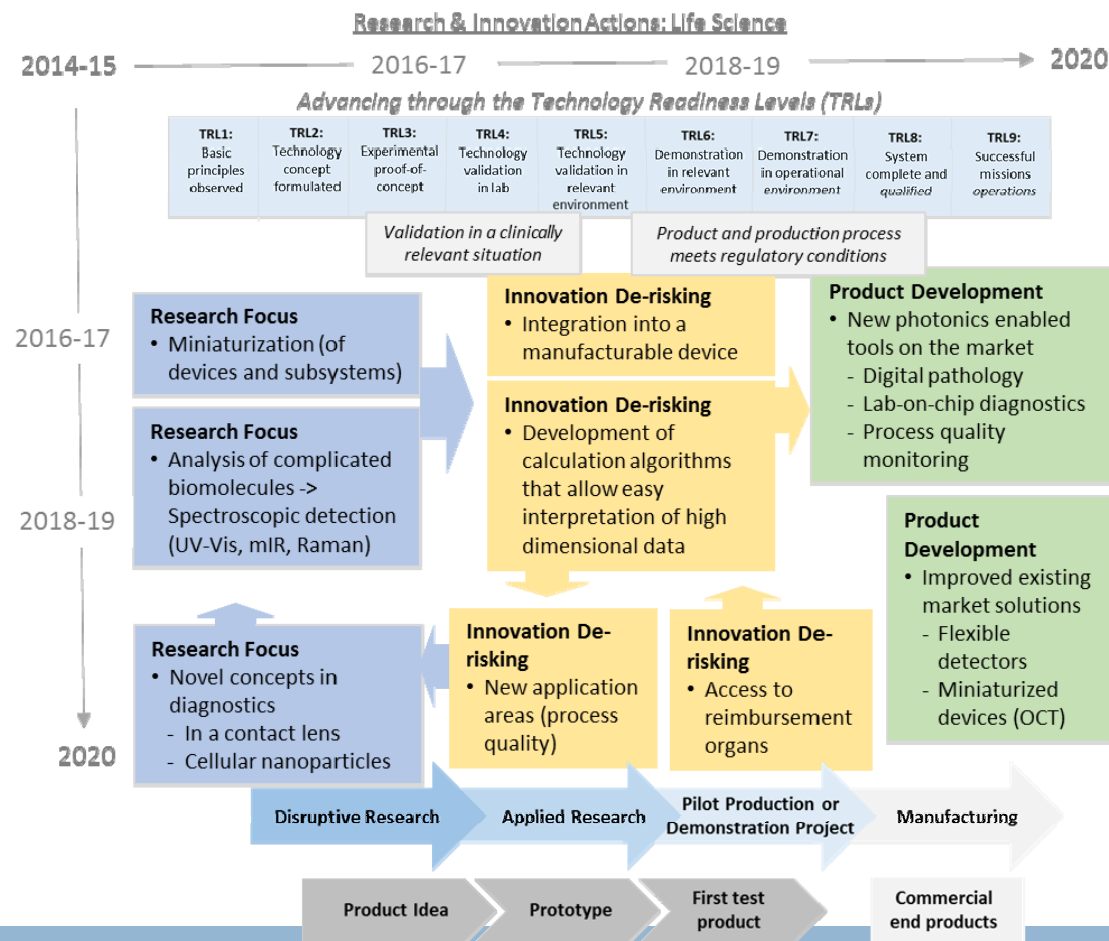 Research & Innovation Actions: Life Science
2014-15
2016-17
2018-19
2020
Advancing through the Technology Readiness Levels (TRLs)
TRL1:
Basic
principles
observed
TRL2:
Technology
concept
formulated
TRL3:
Experimental
proof-of-
concept
TRL4:
Technology
validation
in lab
TRL5:
Technology
validation in
relevant
environment
TRL6:
Demonstration
in relevant
environment
TRL7:
Demonstration
in operational
environment
TRL8:
System
complete and
qualified
TRL9:
Successful
missions
operations
Validation in a clinically
relevant situation
Product and production process
meets regulatory conditions
2016-17
2018-19
2020
Research Focus
• Miniaturization (of
devices and subsystems)
Research Focus
• Analysis of complicated
biomolecules ->
Spectroscopic detection
(UV-Vis, mIR, Raman)
Research Focus
• Novel concepts in
diagnostics
- In a contact lens
- Cellular nanoparticles
Innovation De-risking
• Integration into a
manufacturable device
Innovation De-risking
• Development of
calculation algorithms
that allow easy
interpretation of high
dimensional data
Innovation De-
risking
• New application
areas (process
quality)
Innovation De-
risking
• Access to
reimbursement
organs
Product Development
• New photonics enabled
tools on the market
- Digital pathology
- Lab-on-chip diagnostics
- Process quality
monitoring
Product
Development
• Improved existing
market solutions
- Flexible
detectors
- Miniaturized
devices (OCT)
Disruptive Research
Applied Research
Pilot Production or
Demonstration Project
Manufacturing
Product Idea
Prototype
First test
product
Commercial
end products